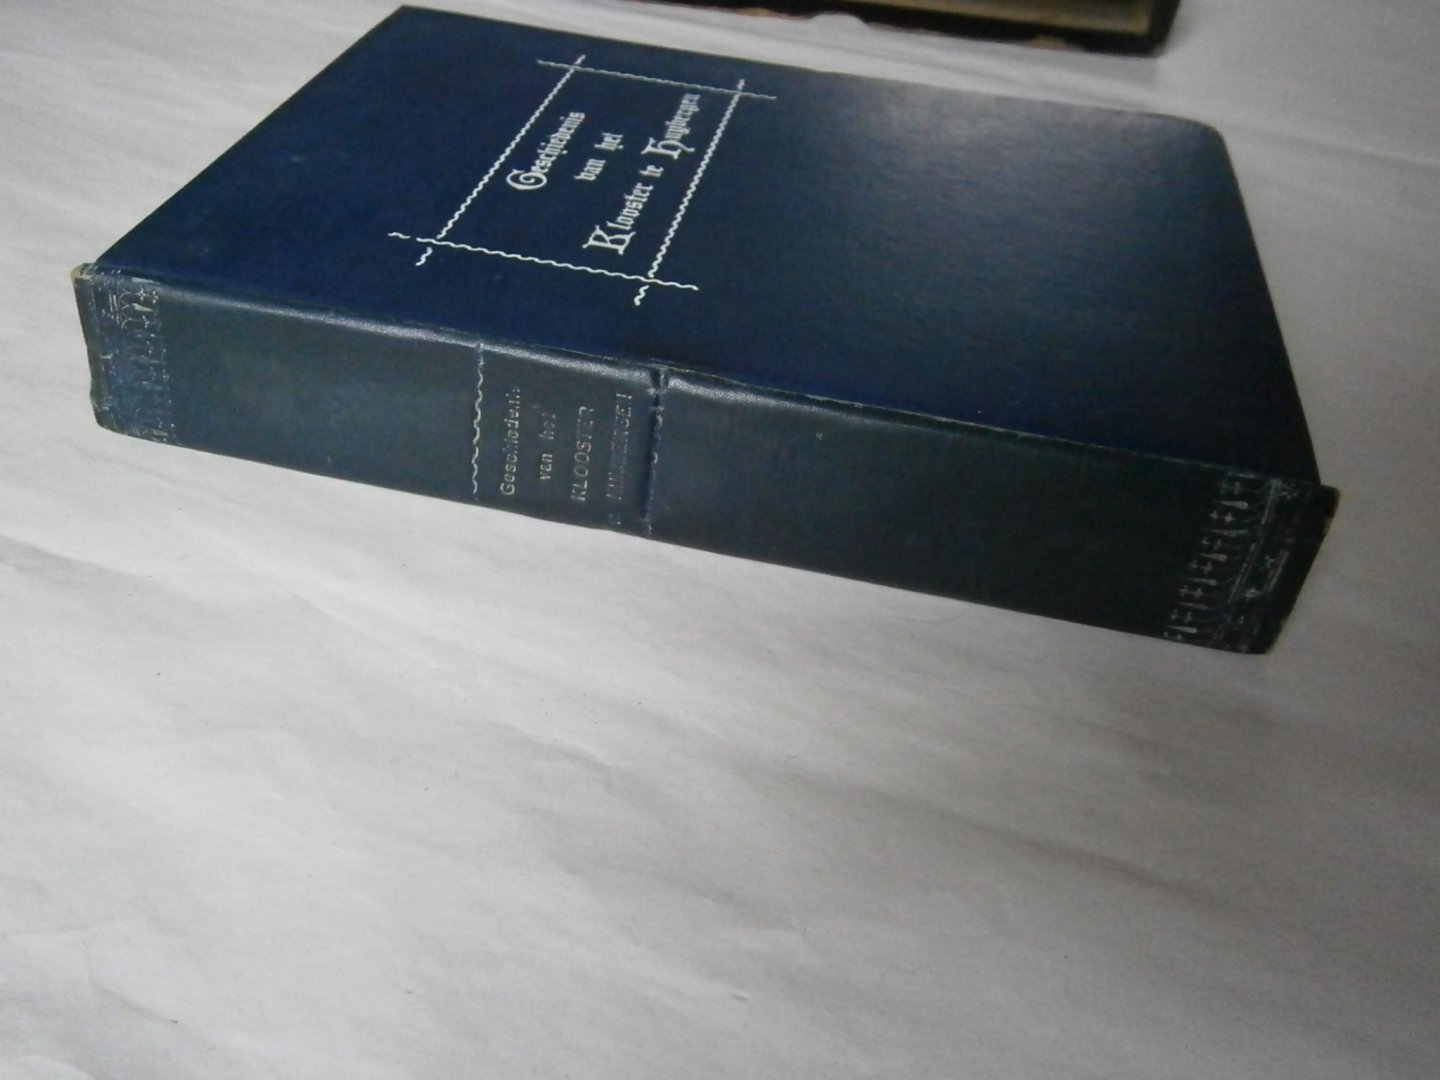 Geschiedenis
van het
Klooster te Huybergen
Geschiedenis
van het
KLOOSTER